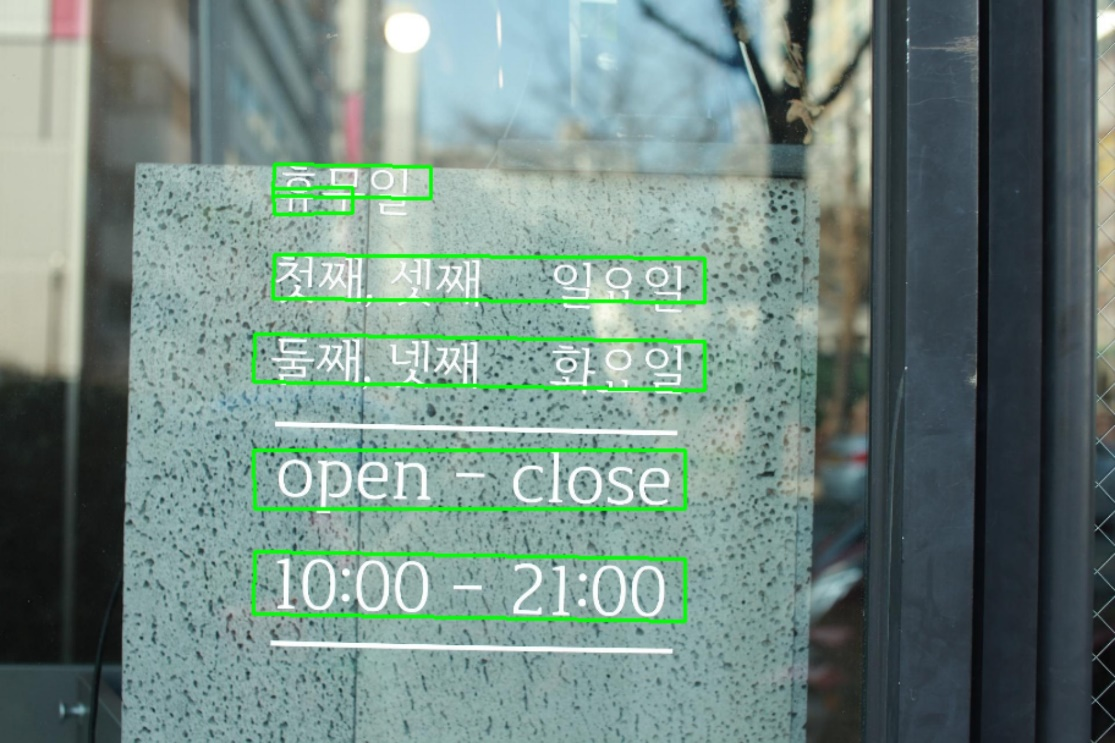 휴무일
첫째, 셋째 일요일
둘째, 넷째 화요일
open - close
10:00 - 21:00